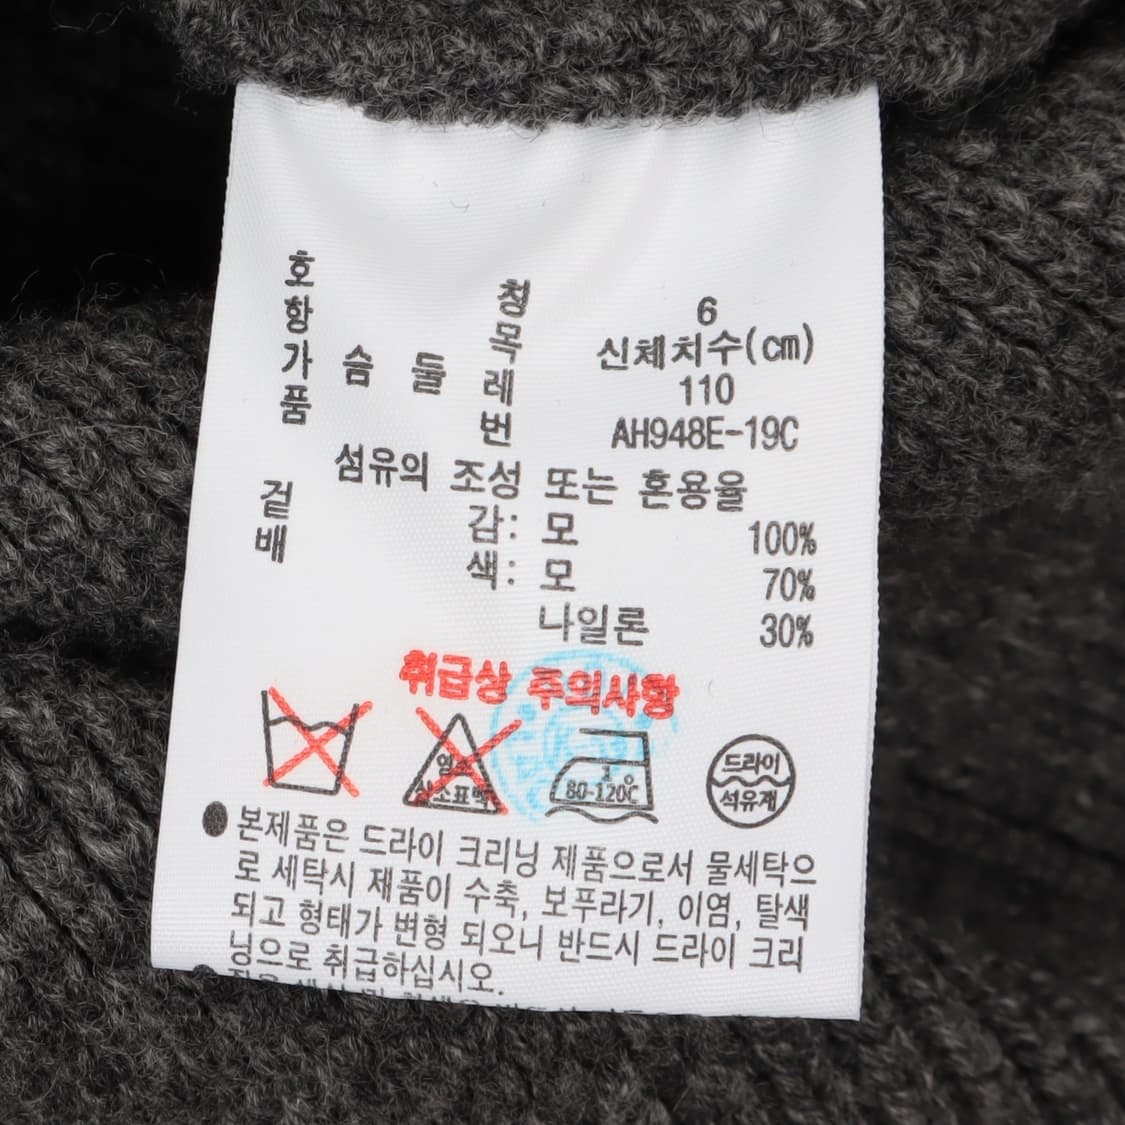 호 칭 6
항 목 신체치수(cm)
가 슴 둘 레 110
품 번 AH948E-19C
섬유의 조성 또는 혼용율
겉 감: 모 100%
배 색: 모 70%
나일론 30%
취급상 주의사항
80-120℃
드라이
석유계
● 본제품은 드라이 크리닝 제품으로서 물세탁으
로 세탁시 제품이 수축, 보푸라기, 이염, 탈색
되고 형태가 변형 되오니 반드시 드라이 크리
닝으로 취급하십시오.